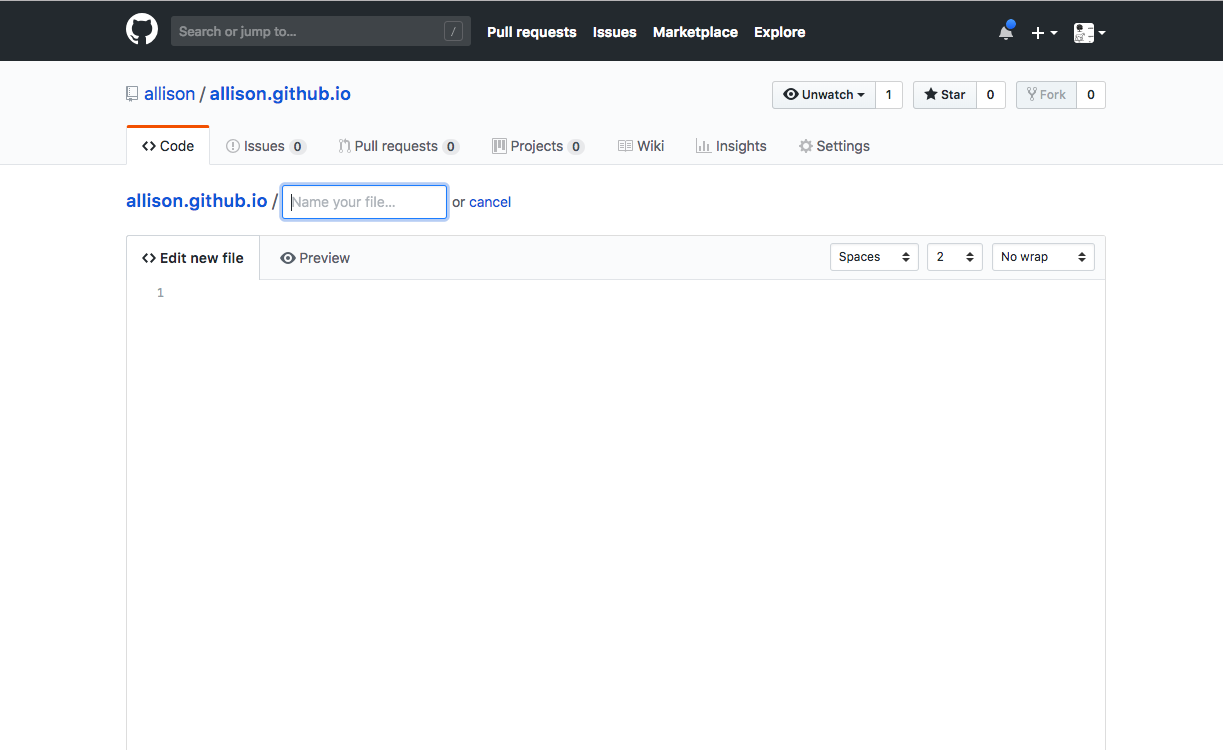 Search or jump to... / Pull requests Issues Marketplace Explore
allison / allison.github.io Unwatch 1 Star 0 Fork 0
Code Issues 0 Pull requests 0 Projects 0 Wiki Insights Settings
allison.github.io / Name your file... or cancel
Edit new file Preview Spaces 2 No wrap
1